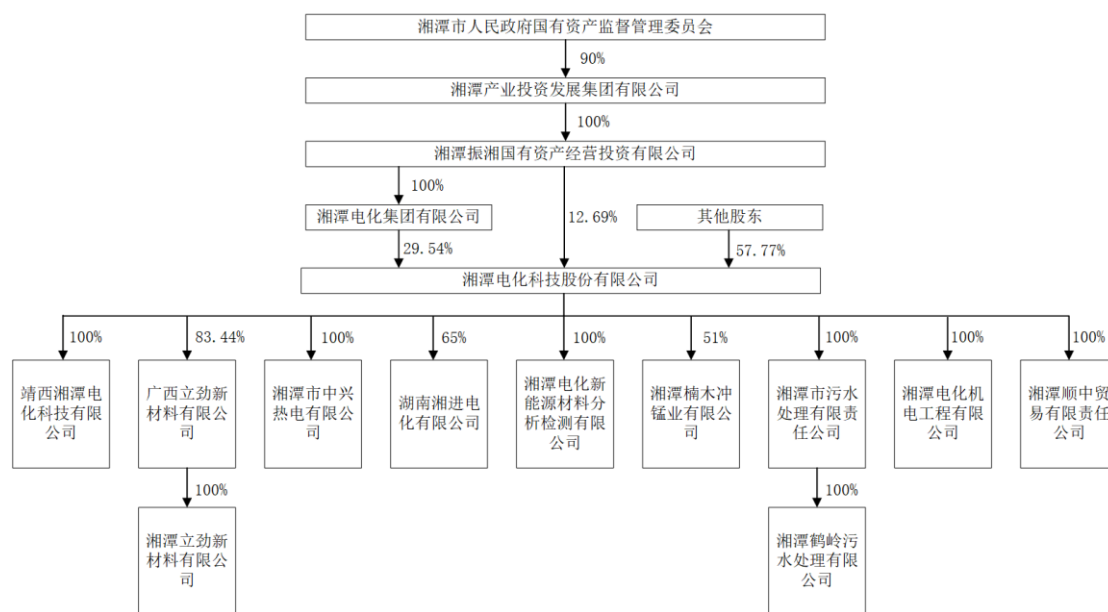 湘潭市人民政府国有资产监督管理委员会
90%
湘潭产业投资发展集团有限公司
100%
湘潭振湘国有资产经营投资有限公司
100%
湘潭电化集团有限公司
12.69%
其他股东
29.54%
57.77%
湘潭电化科技股份有限公司
100%
83.44%
100%
65%
100%
51%
100%
100%
100%
靖西湘潭电
化科技有限
公司
广西立劲新
材料有限公
司
湘潭市中兴
热电有限公
司
湖南湘进电
化有限公司
湘潭电化新
能源材料分
析检测有限
公司
湘潭楠木冲
锰业有限公
司
湘潭市污水
处理有限责
任公司
湘潭电化机
电工程有限
公司
湘潭顺中贸
易有限责任
公司
100%
100%
湘潭立劲新
材料有限公
司
湘潭鹤岭污
水处理有限
公司